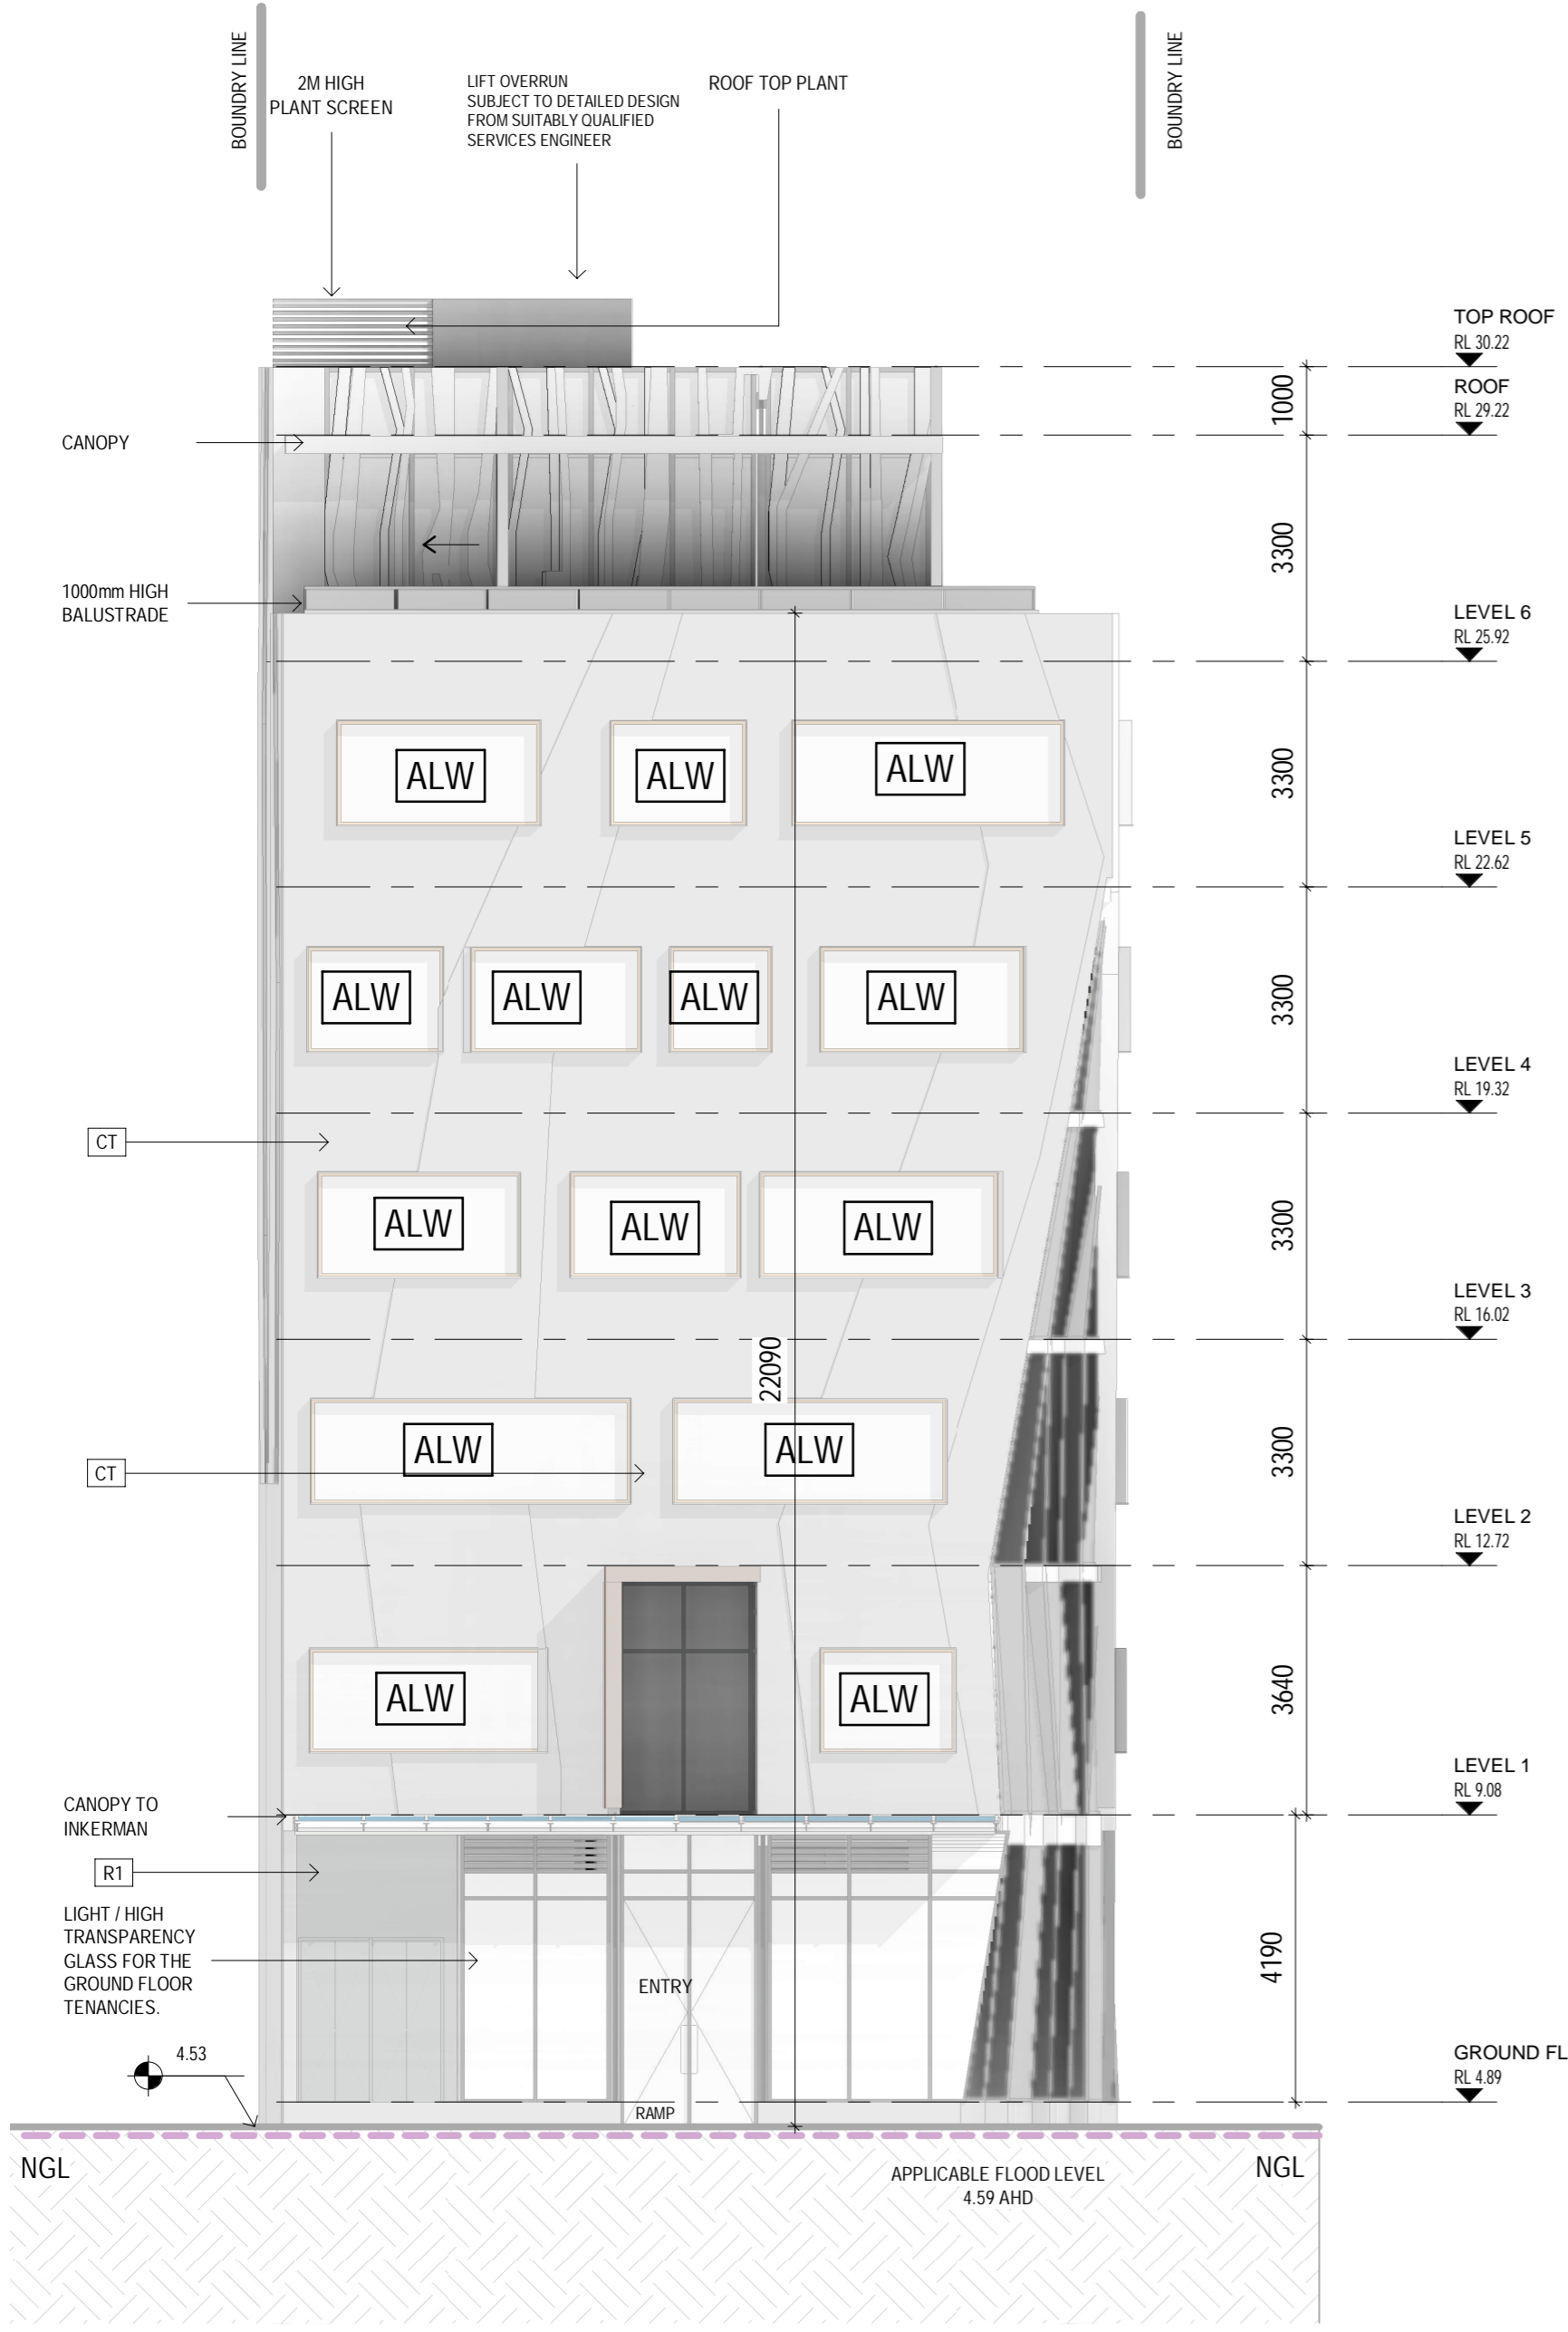 BOUNDRY LINE
2M HIGH
PLANT SCREEN
LIFT OVERRUN
SUBJECT TO DETAILED DESIGN
FROM SUITABLY QUALIFIED
SERVICES ENGINEER
ROOF TOP PLANT
BOUNDRY LINE
TOP ROOF
RL 30.22
1000
ROOF
RL 29.22
CANOPY
3300
1000mm HIGH
BALUSTRADE
LEVEL 6
RL 25.92
ALW
ALW
ALW
3300
LEVEL 5
RL 22.62
ALW
ALW
ALW
ALW
3300
LEVEL 4
RL 19.32
CT
ALW
ALW
ALW
3300
LEVEL 3
RL 16.02
22090
CT
ALW
ALW
3300
LEVEL 2
RL 12.72
ALW
ALW
3640
LEVEL 1
RL 9.08
CANOPY TO
INKERMAN
R1
LIGHT / HIGH
TRANSPARENCY
GLASS FOR THE
GROUND FLOOR
TENANCIES.
ENTRY
4190
4.53
GROUND FL
RL 4.89
RAMP
NGL
APPLICABLE FLOOD LEVEL
4.59 AHD
NGL